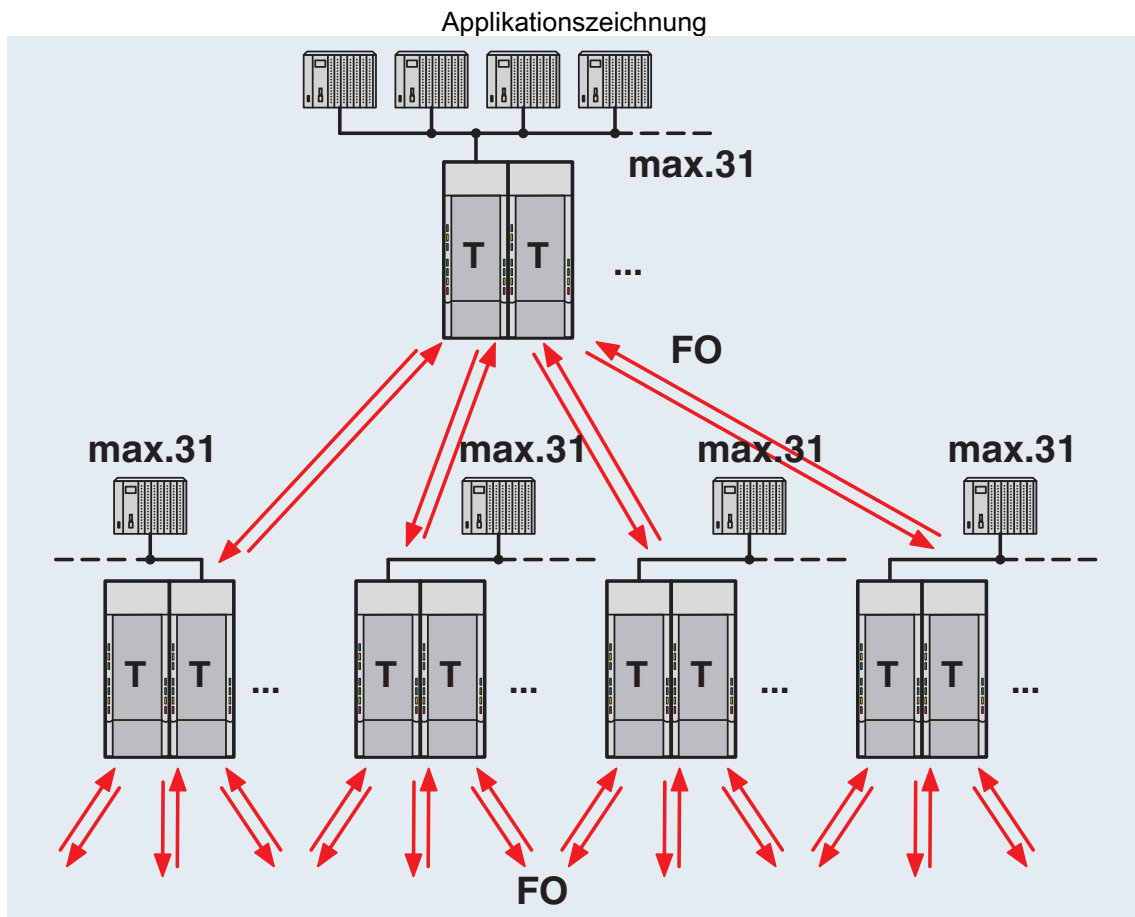 Applikationszeichnung
max.31
T T ...
FO
max.31 max.31 max.31 max.31
T T ... T T ... T T ... T T ...
FO